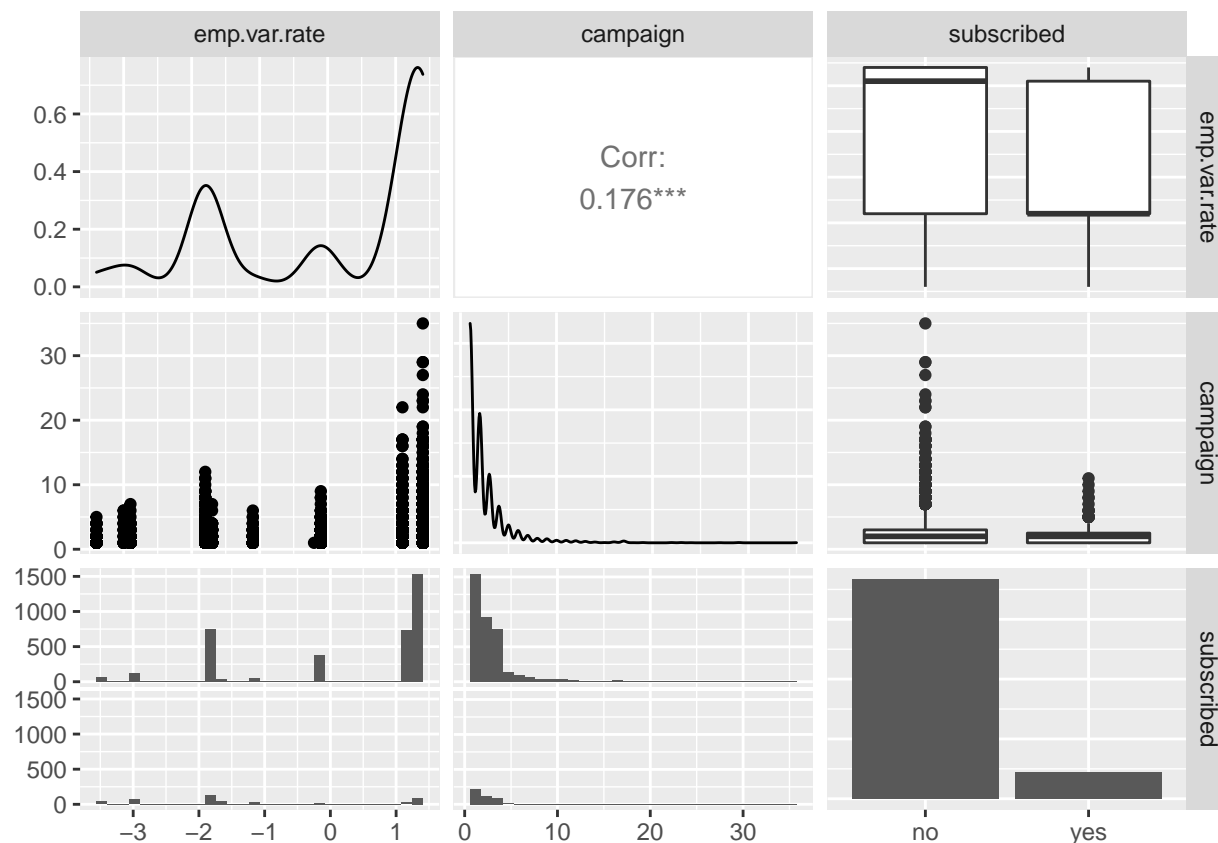 emp.var.rate campaign subscribed
0.6
0.4
0.2
0.0
Corr:
0.176***
emp.var.rate
30
20
10
0
campaign
1500
1000
500
0
1500
1000
500
0
subscribed
−3 −2 −1 0 1
0 10 20 30
no yes